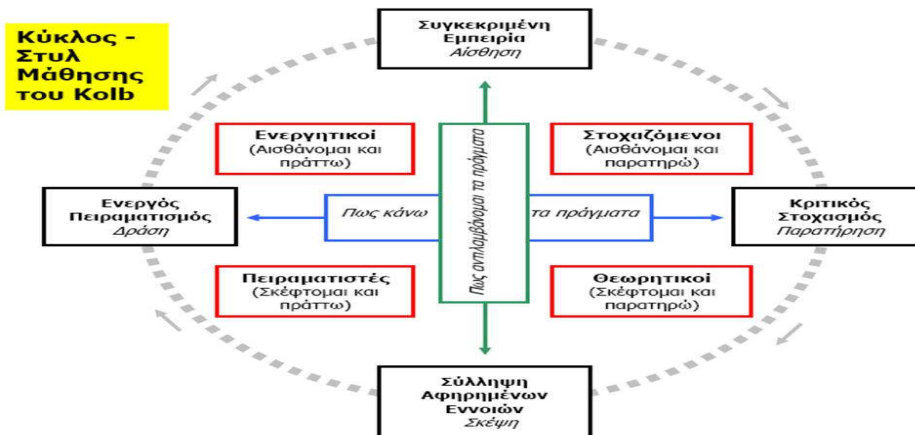 Κύκλος -
Στυλ
Μάθησης
του Kolb
Συγκεκριμένη
Εμπειρία
Αίσθηση
Ενεργητικοί
(Αισθάνομαι και
πράττω)
Στοχαζόμενοι
(Αισθάνομαι και
παρατηρώ)
Ενεργός
Πειραματισμός
Δράση
Πως κάνω
τα πράγματα
Πως αντιλαμβάνομαι τα πράγματα
Κριτικός
Στοχασμός
Παρατήρηση
Πειραματιστές
(Σκέφτομαι και
πράττω)
Θεωρητικοί
(Σκέφτομαι και
παρατηρώ)
Σύλληψη
Αφηρημένων
Εννοιών
Σκέψη